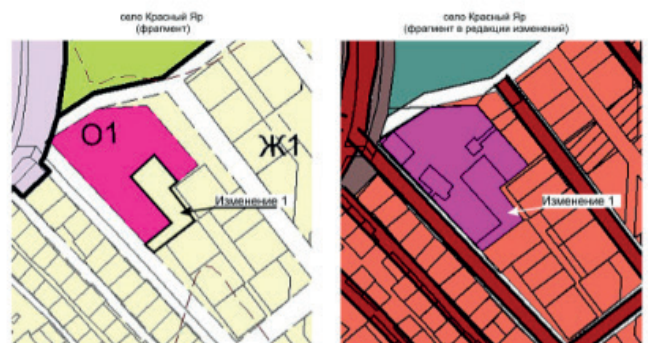 село Красный Яр
(фрагмент)
О1
Ж1
Изменение 1
село Красный Яр
(фрагмент в редакции изменений)
Изменение 1